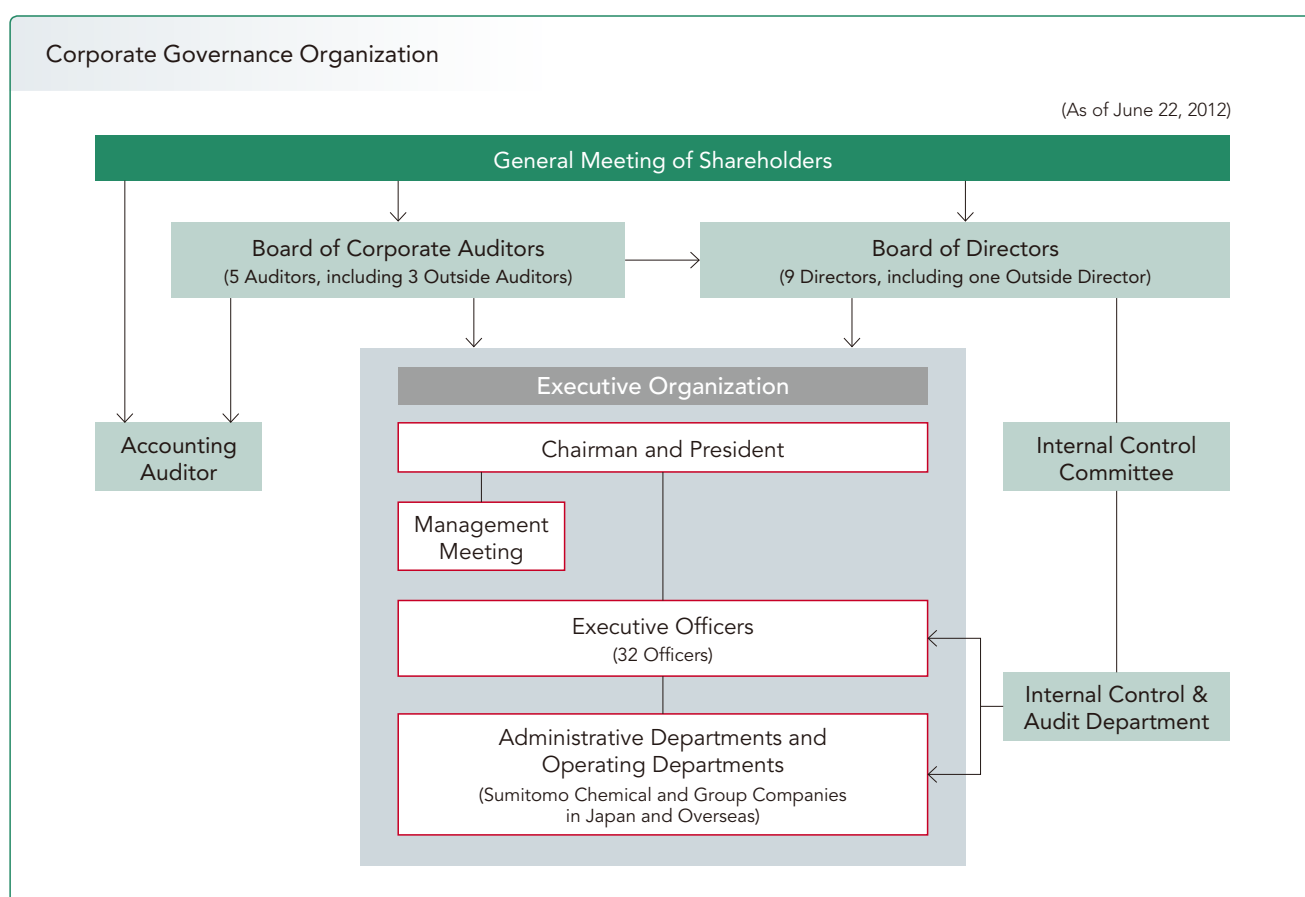 Corporate Governance Organization
(As of June 22, 2012)
General Meeting of Shareholders
Board of Corporate Auditors
(5 Auditors, including 3 Outside Auditors)
Board of Directors
(9 Directors, including one Outside Director)
Executive Organization
Accounting
Auditor
Chairman and President
Internal Control
Committee
Management
Meeting
Executive Officers
(32 Officers)
Internal Control &
Audit Department
Administrative Departments and
Operating Departments
(Sumitomo Chemical and Group Companies
in Japan and Overseas)